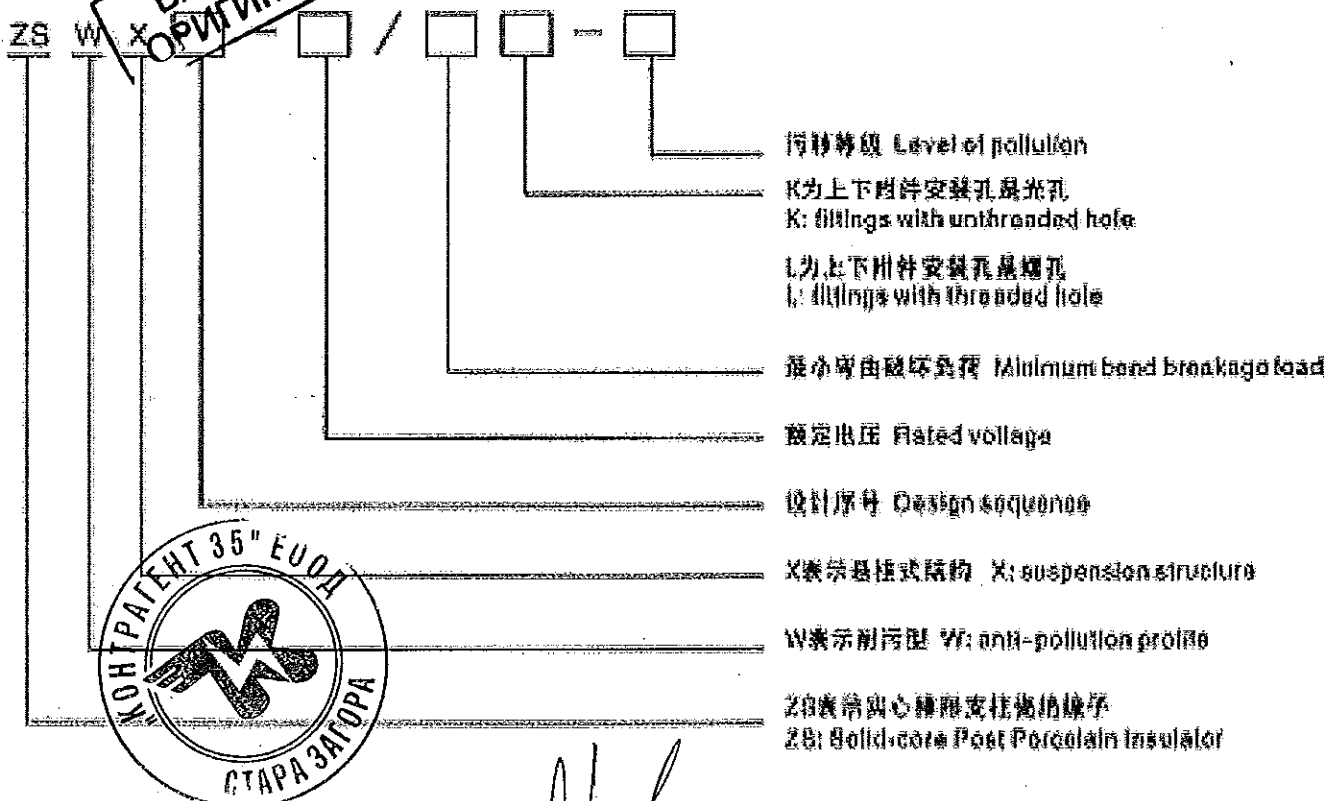 ОРИГИН
ZS W X - / -
污秽等级 Level of pollution
K为上下附件安装孔是光孔
K: fittings with unthreaded hole
L为上下附件安装孔是螺孔
L: fittings with threaded hole
最小弯曲破坏负荷 Minimum bend breakage load
额定电压 Rated voltage
设计序号 Design sequence
X表示悬挂式结构 X: suspension structure
W表示耐污型 W: anti-pollution profile
ZS表示实心棒形支柱瓷绝缘子
ZS: Solid-core Post Porcelain Insulator
"КОНТРАГЕНТ 35" ЕООД
СТАРА ЗАГОРА